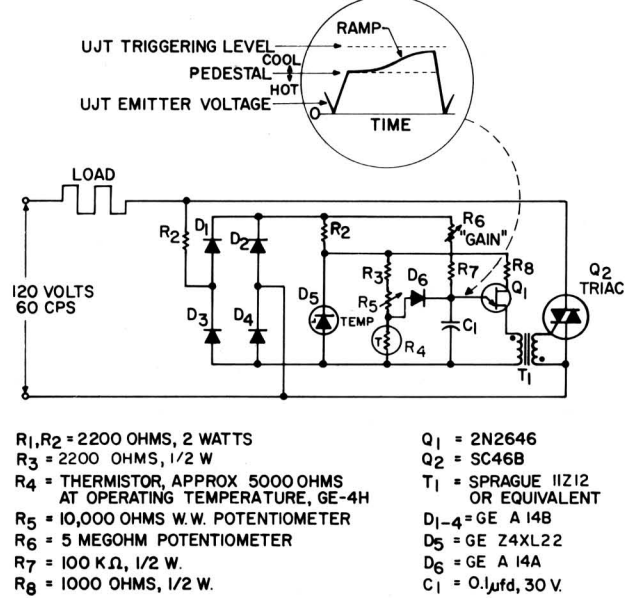 RAMP
UJT TRIGGERING LEVEL
COOL
PEDESTAL
HOT
UJT EMITTER VOLTAGE
0
TIME
LOAD
R2
D1
D2
R2
R6
"GAIN"
R3
D6
R7
R8
Q1
Q2
TRIAC
120 VOLTS
60 CPS
D3
D4
D5
TEMP
R5
T
R4
C1
T1
R1,R2 = 2200 OHMS, 2 WATTS
R3 = 2200 OHMS, 1/2 W
R4 = THERMISTOR, APPROX 5000 OHMS
AT OPERATING TEMPERATURE, GE-4H
R5 = 10,000 OHMS W.W. POTENTIOMETER
R6 = 5 MEGOHM POTENTIOMETER
R7 = 100 KΩ, 1/2 W.
R8 = 1000 OHMS, 1/2 W.
Q1 = 2N2646
Q2 = SC46B
T1 = SPRAGUE 11Z12
OR EQUIVALENT
D1-4 = GE A 14B
D5 = GE Z4XL22
D6 = GE A 14A
C1 = 0.1µfd, 30 V.